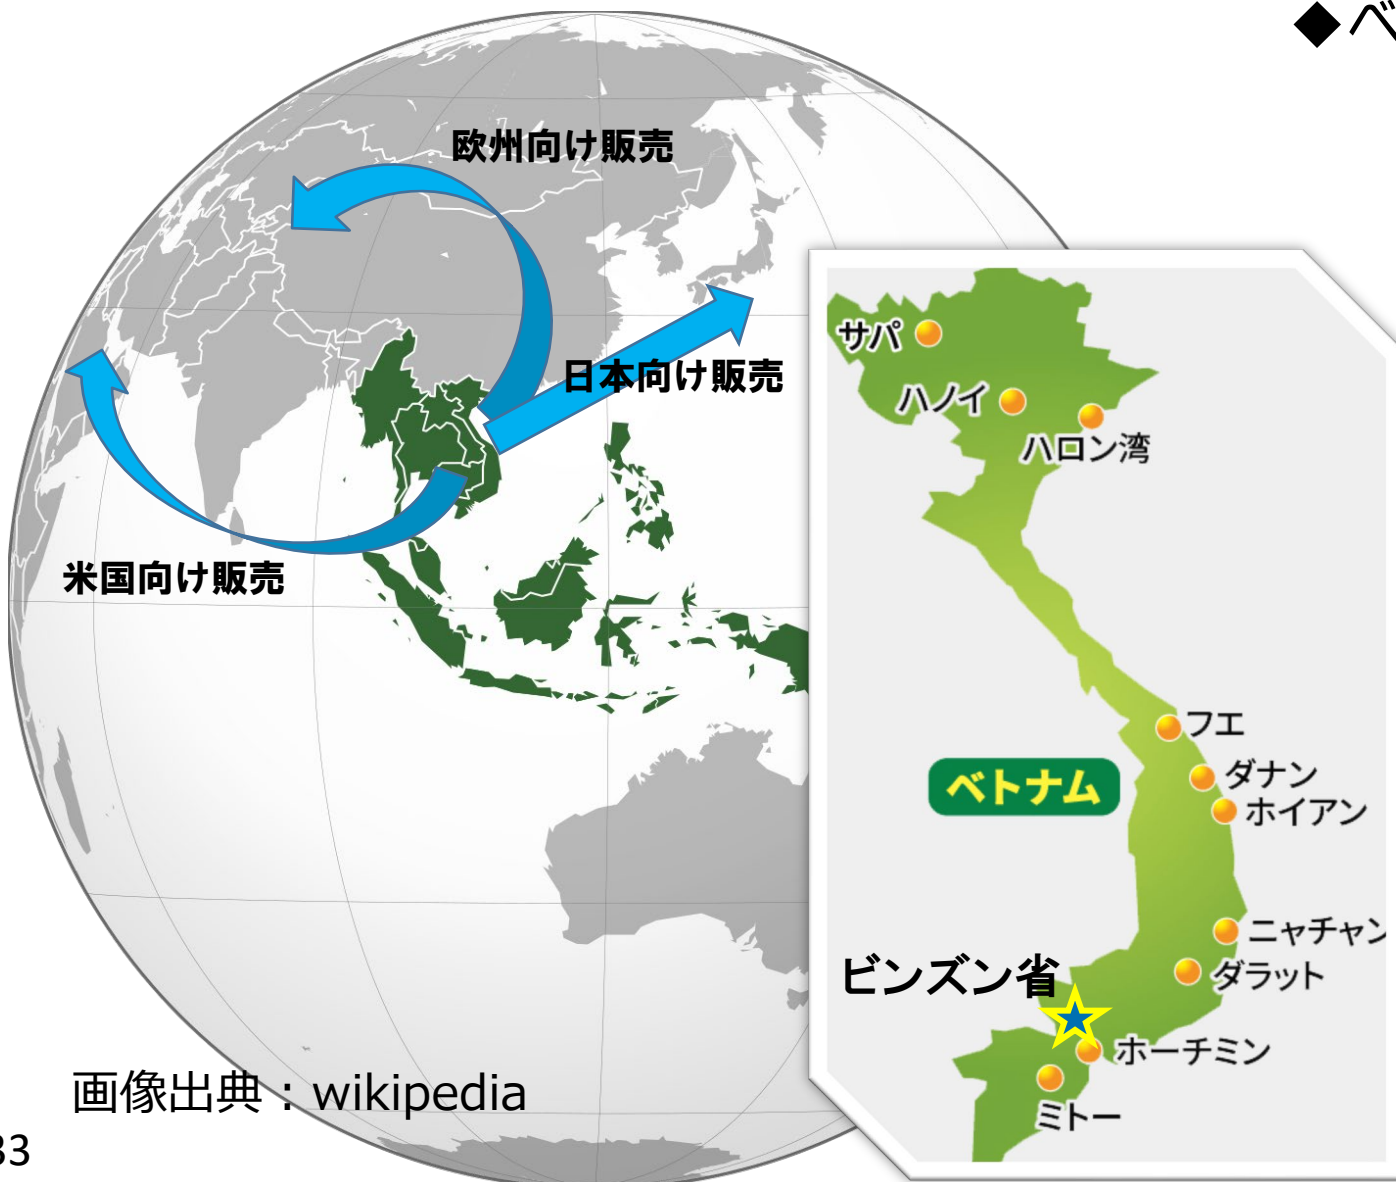 ◆ベ
欧州向け販売
日本向け販売
米国向け販売
サパ
ハノイ
ハロン湾
フエ
ベトナム
ダナン
ホイアン
ニャチャン
ビンズン省
ダラット
ホーチミン
ミトー
画像出典：wikipedia
33